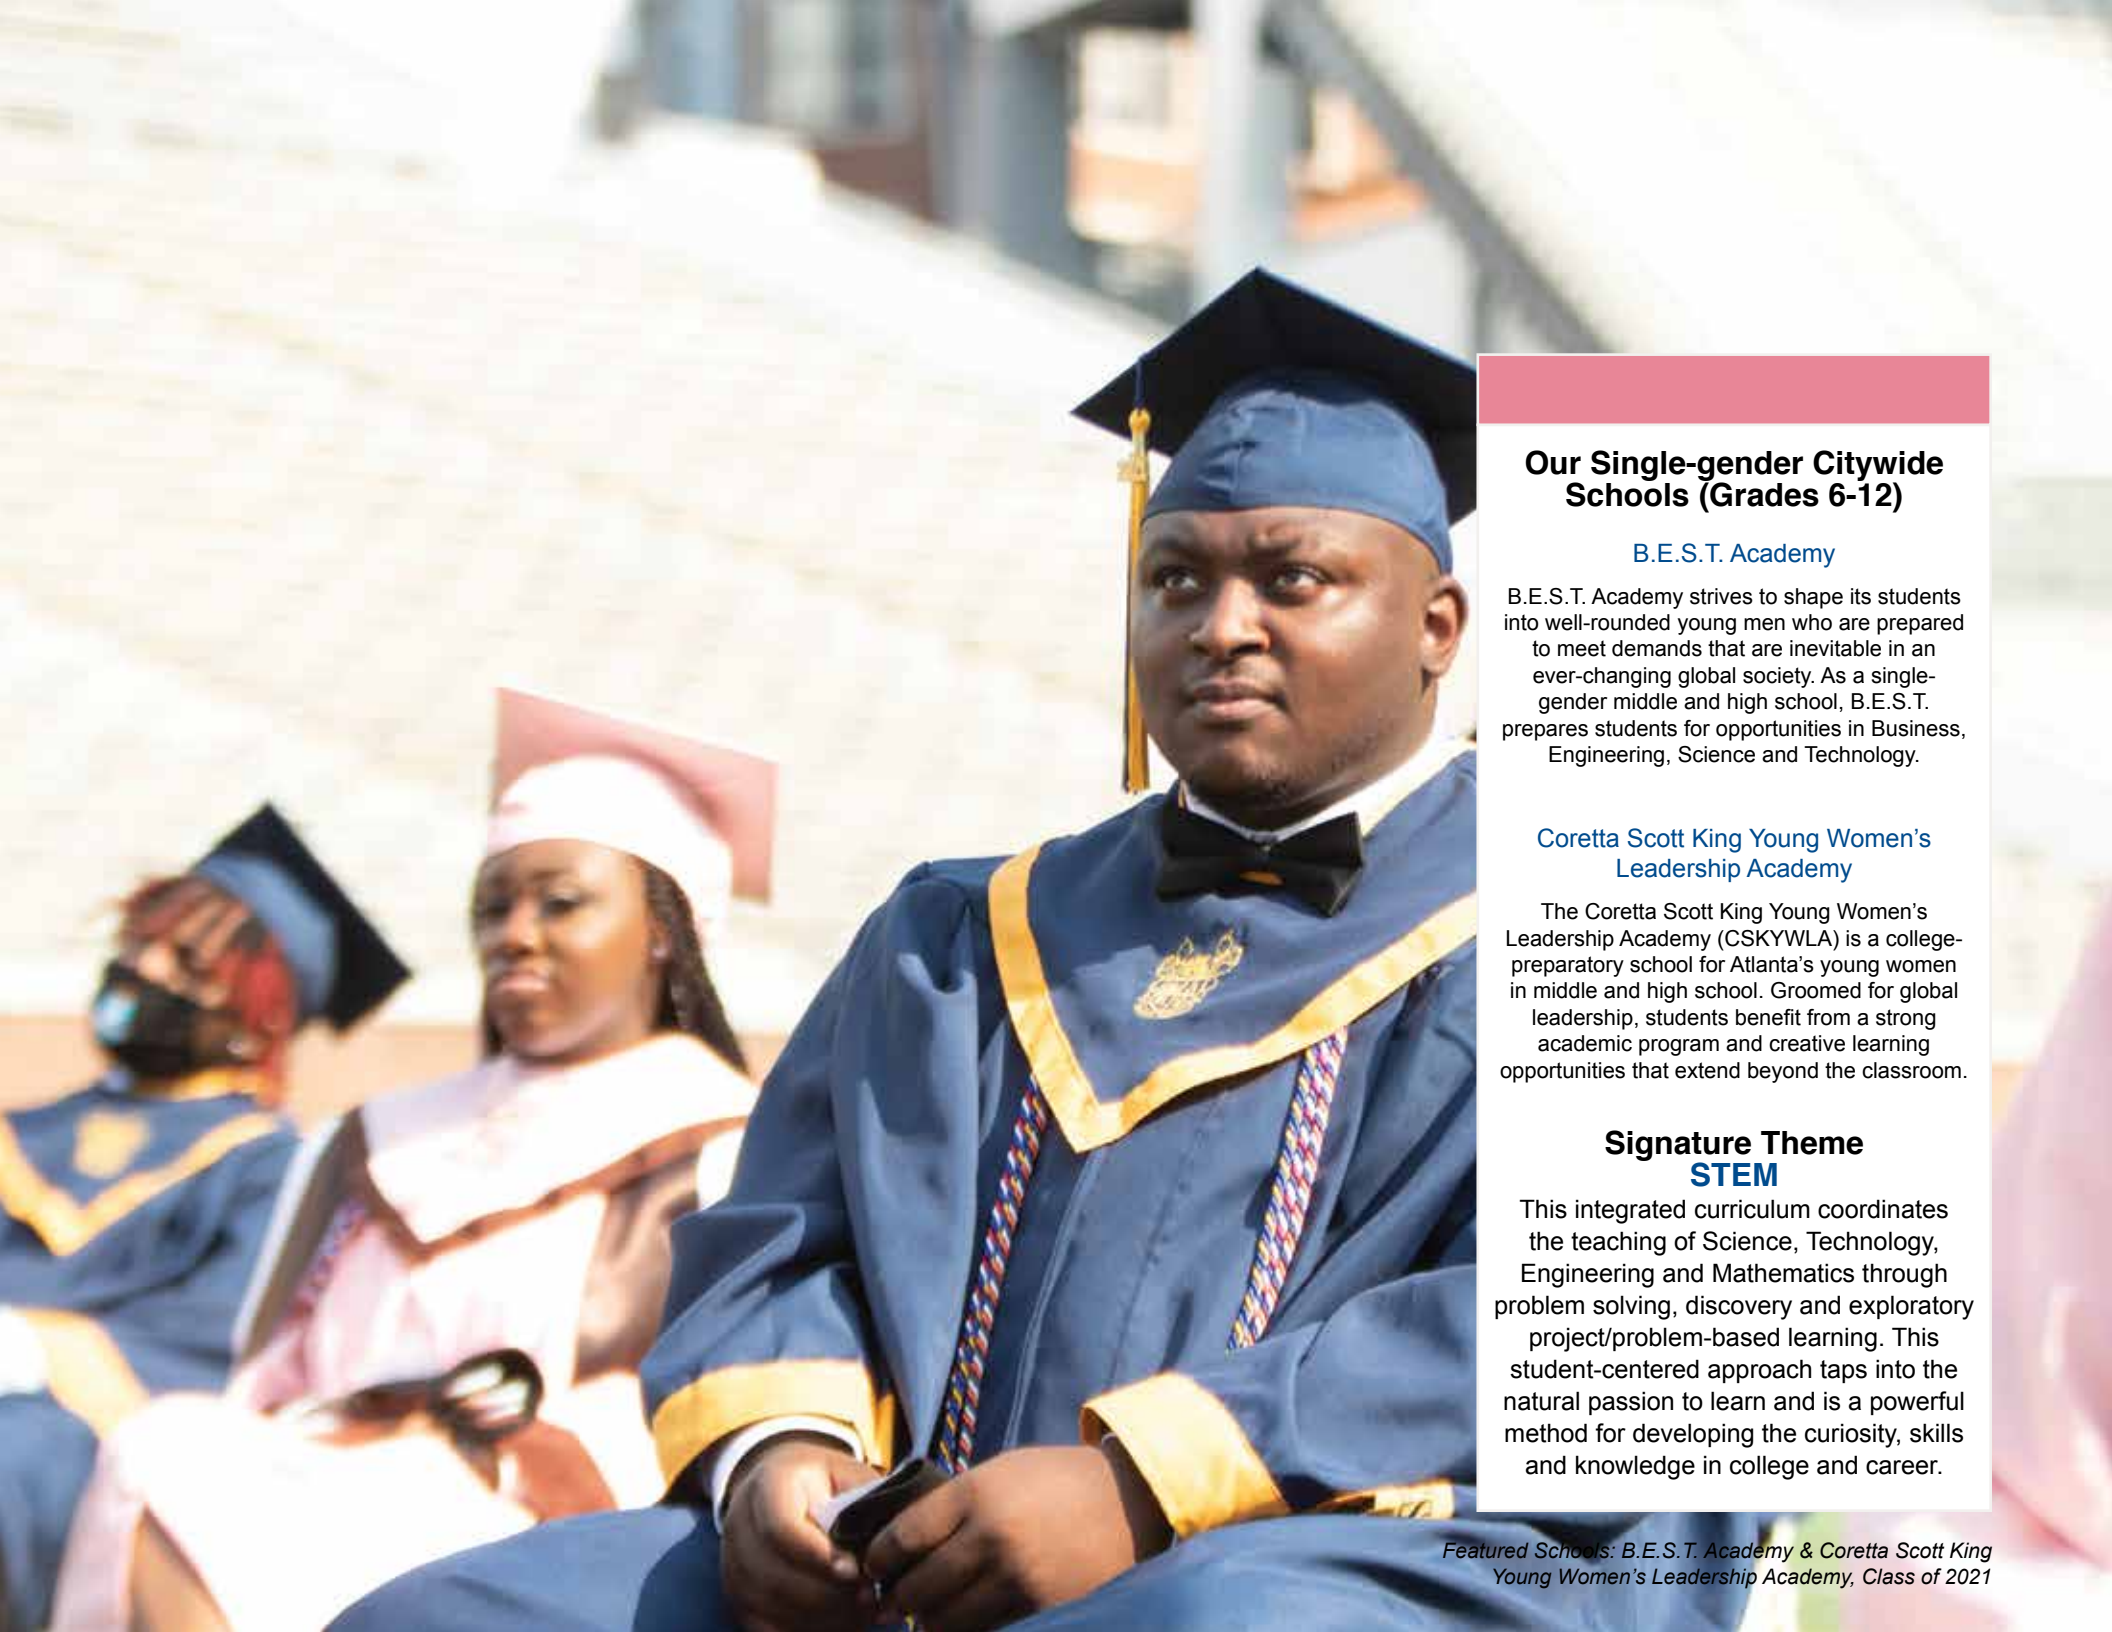 Our Single-gender Citywide
Schools (Grades 6-12)
B.E.S.T. Academy
B.E.S.T. Academy strives to shape its students
into well-rounded young men who are prepared
to meet demands that are inevitable in an
ever-changing global society. As a single-
gender middle and high school, B.E.S.T.
prepares students for opportunities in Business,
Engineering, Science and Technology.
Coretta Scott King Young Women’s
Leadership Academy
The Coretta Scott King Young Women’s
Leadership Academy (CSKYWLA) is a college-
preparatory school for Atlanta’s young women
in middle and high school. Groomed for global
leadership, students benefit from a strong
academic program and creative learning
opportunities that extend beyond the classroom.
Signature Theme
STEM
This integrated curriculum coordinates
the teaching of Science, Technology,
Engineering and Mathematics through
problem solving, discovery and exploratory
project/problem-based learning. This
student-centered approach taps into the
natural passion to learn and is a powerful
method for developing the curiosity, skills
and knowledge in college and career.
Featured Schools: B.E.S.T. Academy & Coretta Scott King
Young Women’s Leadership Academy, Class of 2021